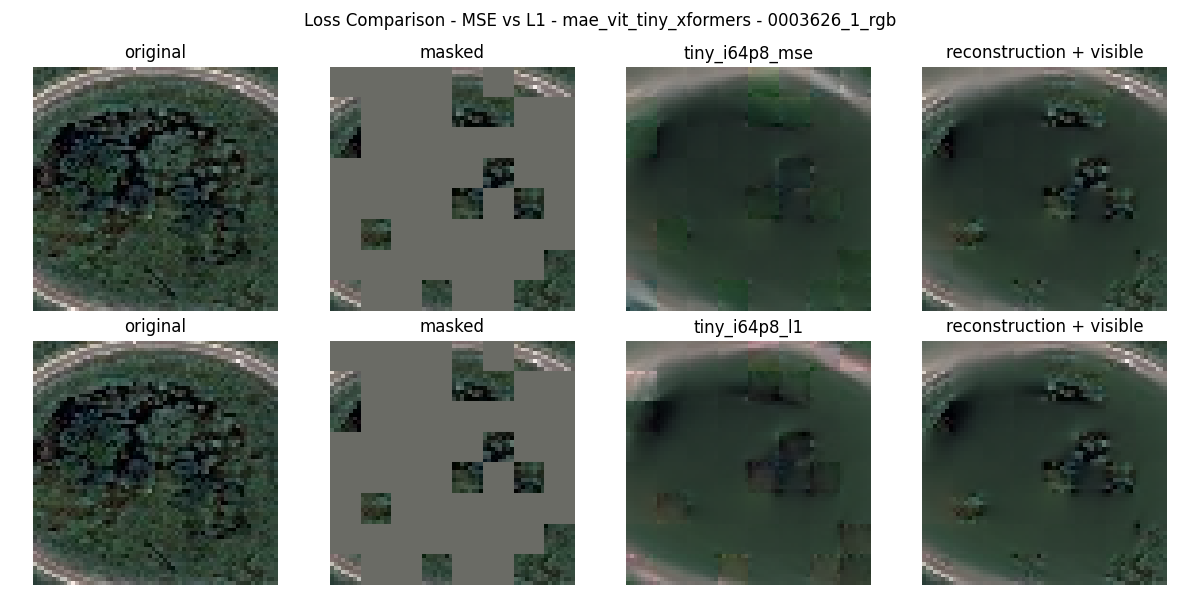 Loss Comparison - MSE vs L1 - mae_vit_tiny_xformers - 0003626_1_rgb
original masked tiny_i64p8_mse reconstruction + visible
original masked tiny_i64p8_l1 reconstruction + visible